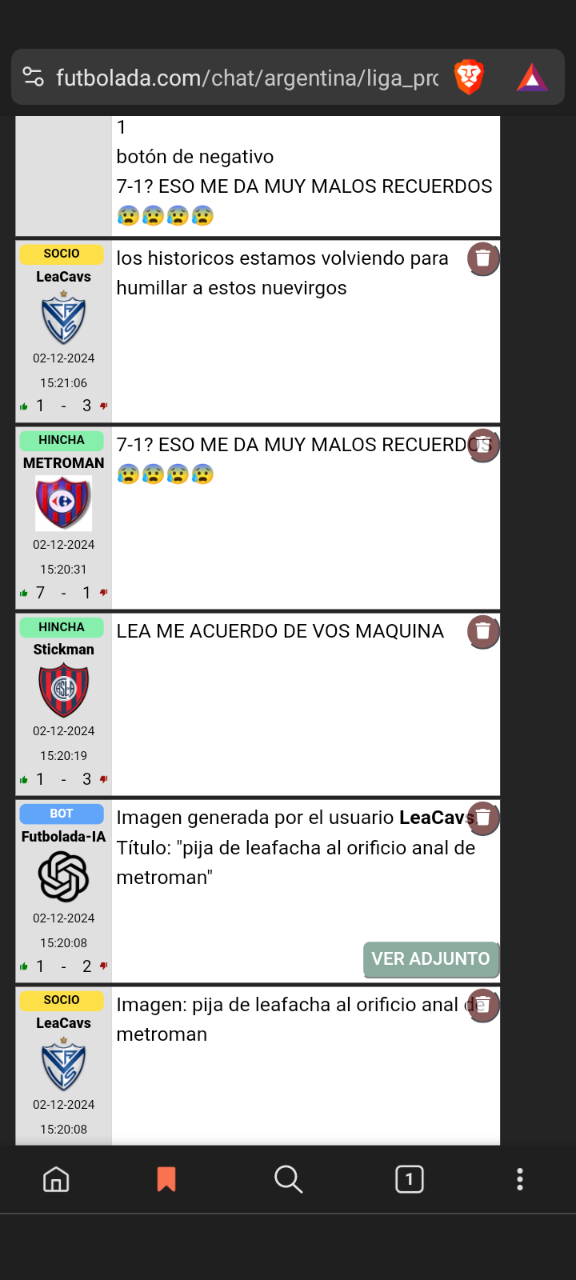 futbolada.com/chat/argentina/liga_pro
1
botón de negativo
7-1? ESO ME DA MUY MALOS RECUERDOS
😰😰😰😰
SOCIO
LeaCavs
02-12-2024
15:21:06
1 - 3
los historicos estamos volviendo para
humillar a estos nuevirgos
HINCHA
METROMAN
02-12-2024
15:20:31
7 - 1
7-1? ESO ME DA MUY MALOS RECUERDOS
😰😰😰😰
HINCHA
Stickman
CASLA
02-12-2024
15:20:19
1 - 3
LEA ME ACUERDO DE VOS MAQUINA
BOT
Futbolada-IA
02-12-2024
15:20:08
1 - 2
Imagen generada por el usuario LeaCavs
Título: "pija de leafacha al orificio anal de
metroman"
VER ADJUNTO
SOCIO
LeaCavs
02-12-2024
15:20:08
Imagen: pija de leafacha al orificio anal de
metroman
1